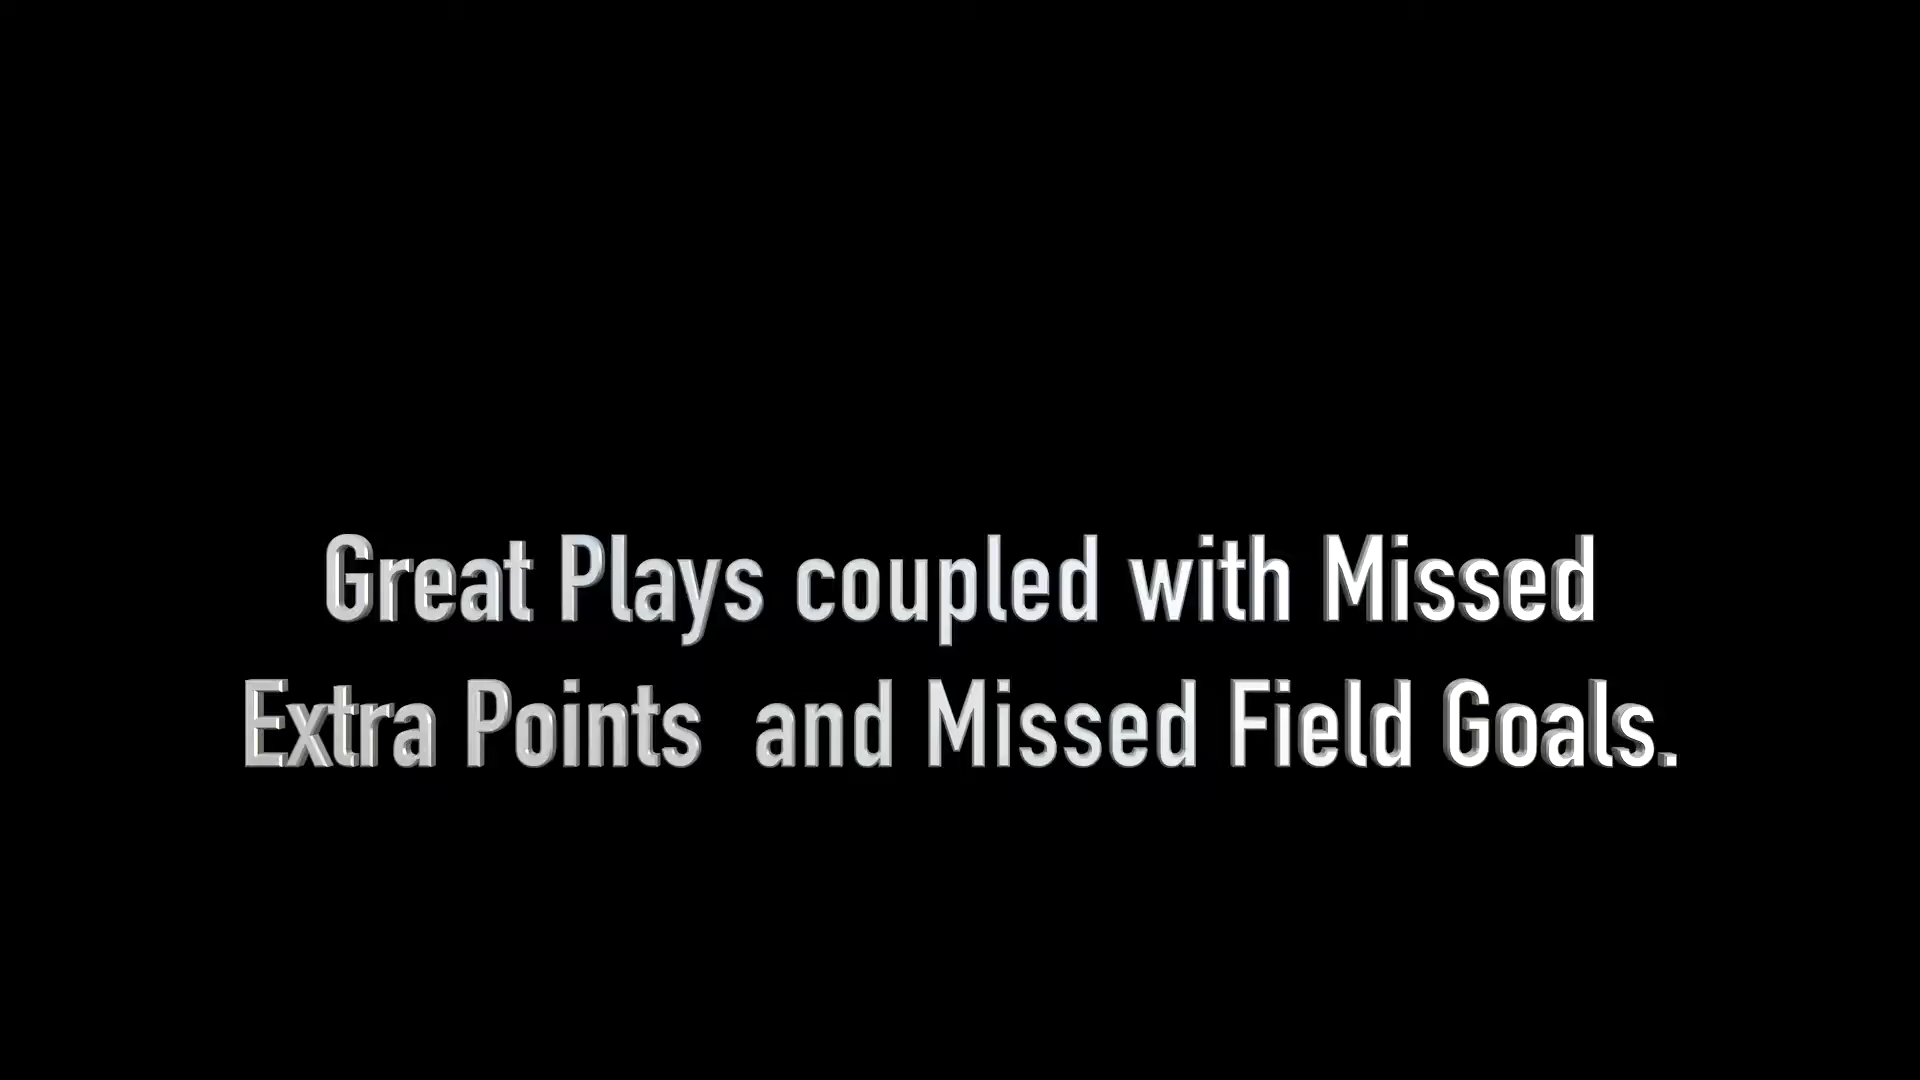 Great Plays coupled with Missed
Extra Points  and Missed Field Goals.